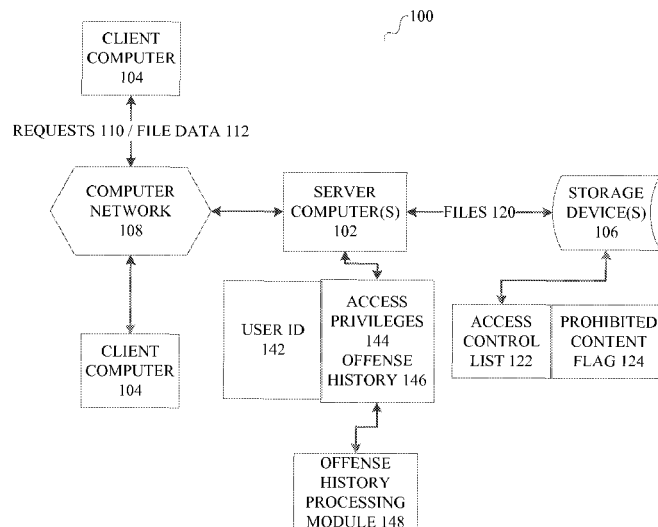 100
CLIENT
COMPUTER
104
REQUESTS 110 / FILE DATA 112
COMPUTER
NETWORK
108
SERVER
COMPUTER(S)
102
FILES 120
STORAGE
DEVICE(S)
106
CLIENT
COMPUTER
104
USER ID
142
ACCESS
PRIVILEGES
144
OFFENSE
HISTORY 146
ACCESS
CONTROL
LIST 122
PROHIBITED
CONTENT
FLAG 124
OFFENSE
HISTORY
PROCESSING
MODULE 148